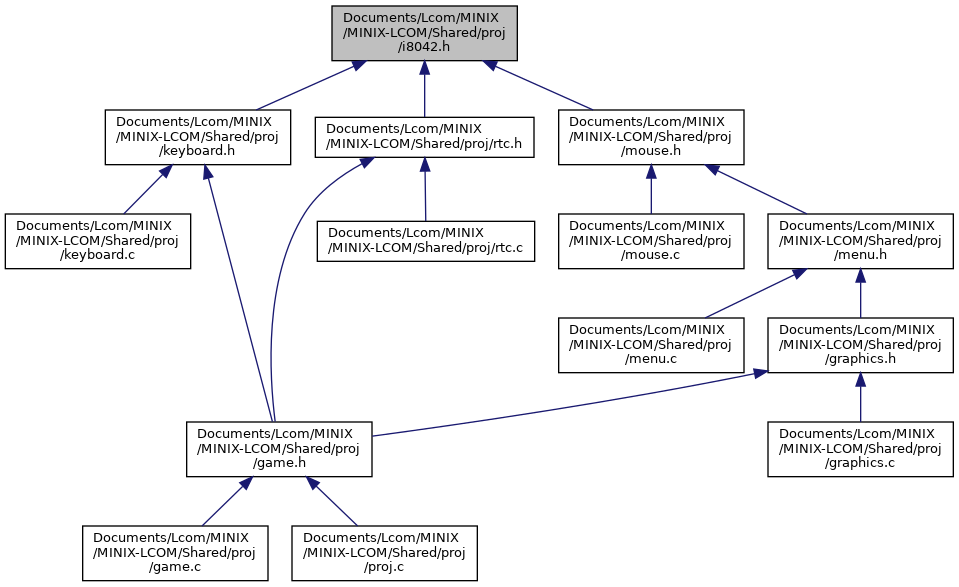 Documents/Lcom/MINIX
/MINIX-LCOM/Shared/proj
/i8042.h
Documents/Lcom/MINIX
/MINIX-LCOM/Shared/proj
/keyboard.h
Documents/Lcom/MINIX
/MINIX-LCOM/Shared/proj/rtc.h
Documents/Lcom/MINIX
/MINIX-LCOM/Shared/proj
/mouse.h
Documents/Lcom/MINIX
/MINIX-LCOM/Shared/proj
/keyboard.c
Documents/Lcom/MINIX
/MINIX-LCOM/Shared/proj/rtc.c
Documents/Lcom/MINIX
/MINIX-LCOM/Shared/proj
/mouse.c
Documents/Lcom/MINIX
/MINIX-LCOM/Shared/proj
/menu.h
Documents/Lcom/MINIX
/MINIX-LCOM/Shared/proj
/menu.c
Documents/Lcom/MINIX
/MINIX-LCOM/Shared/proj
/graphics.h
Documents/Lcom/MINIX
/MINIX-LCOM/Shared/proj
/game.h
Documents/Lcom/MINIX
/MINIX-LCOM/Shared/proj
/graphics.c
Documents/Lcom/MINIX
/MINIX-LCOM/Shared/proj
/game.c
Documents/Lcom/MINIX
/MINIX-LCOM/Shared/proj
/proj.c